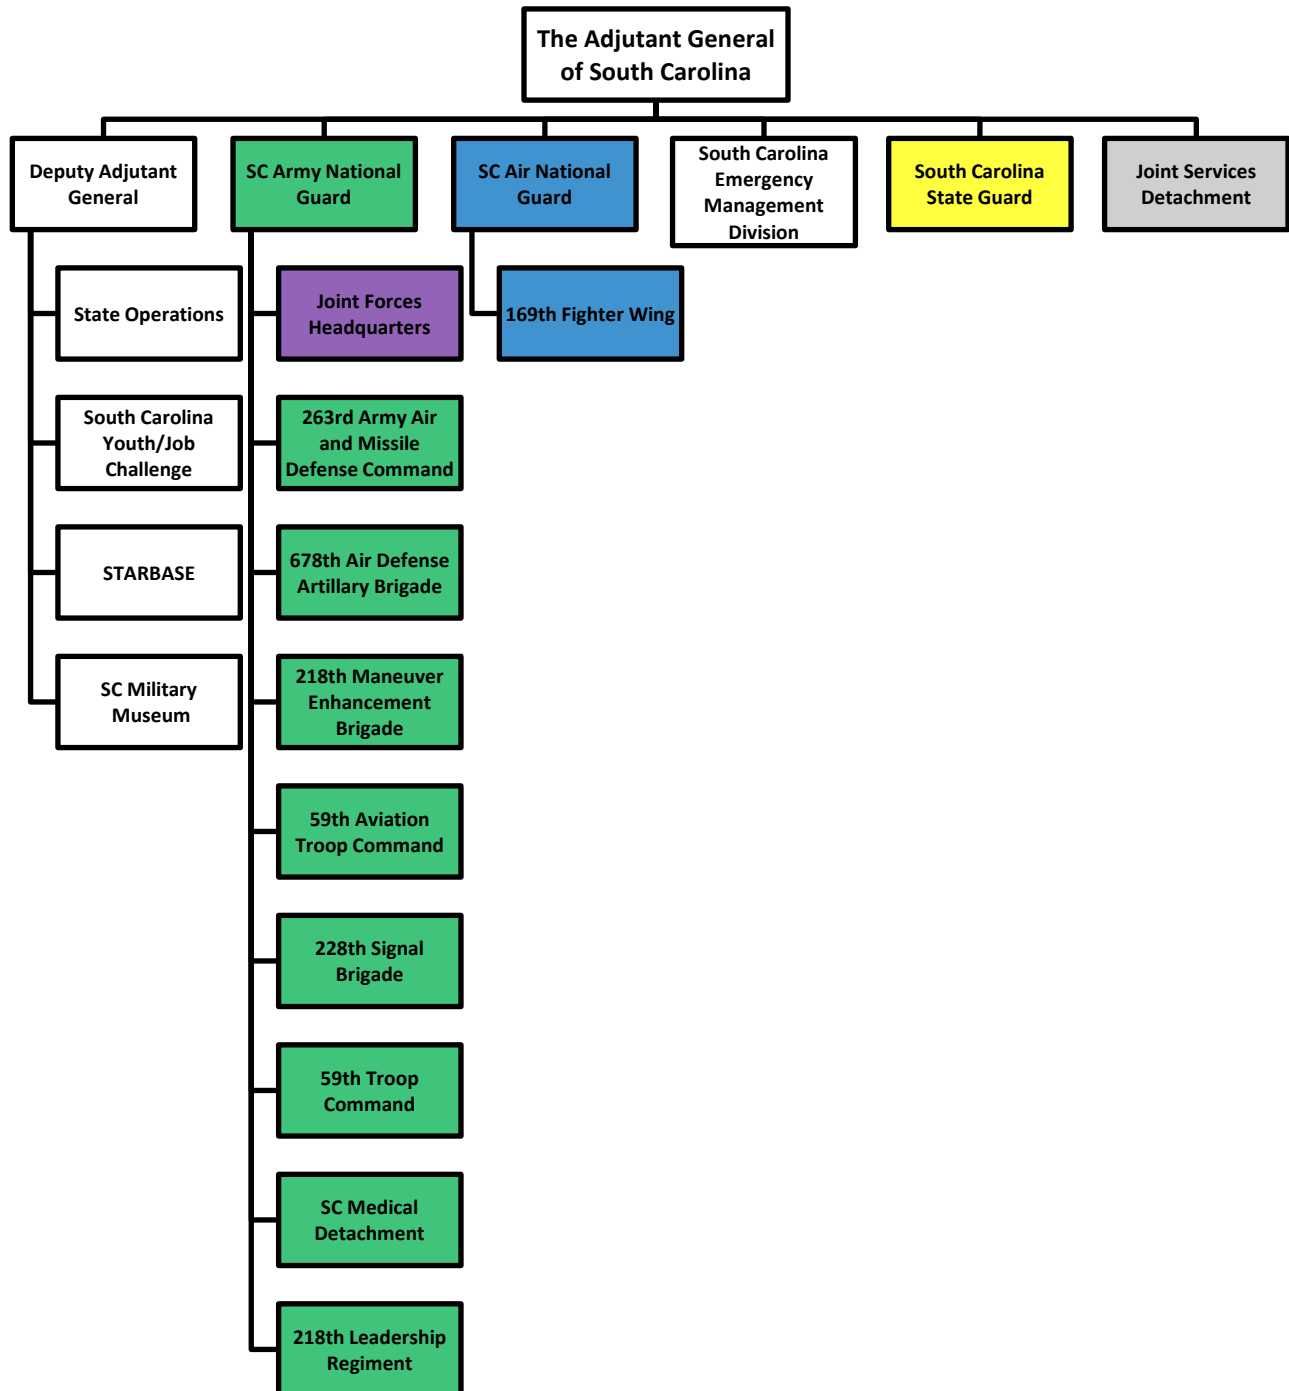 The Adjutant General
of South Carolina
Deputy Adjutant
General
SC Army National
Guard
SC Air National
Guard
South Carolina
Emergency
Management
Division
South Carolina
State Guard
Joint Services
Detachment
State Operations
Joint Forces
Headquarters
169th Fighter Wing
South Carolina
Youth/Job
Challenge
263rd Army Air
and Missile
Defense Command
STARBASE
678th Air Defense
Artillary Brigade
SC Military
Museum
218th Maneuver
Enhancement
Brigade
59th Aviation
Troop Command
228th Signal
Brigade
59th Troop
Command
SC Medical
Detachment
218th Leadership
Regiment